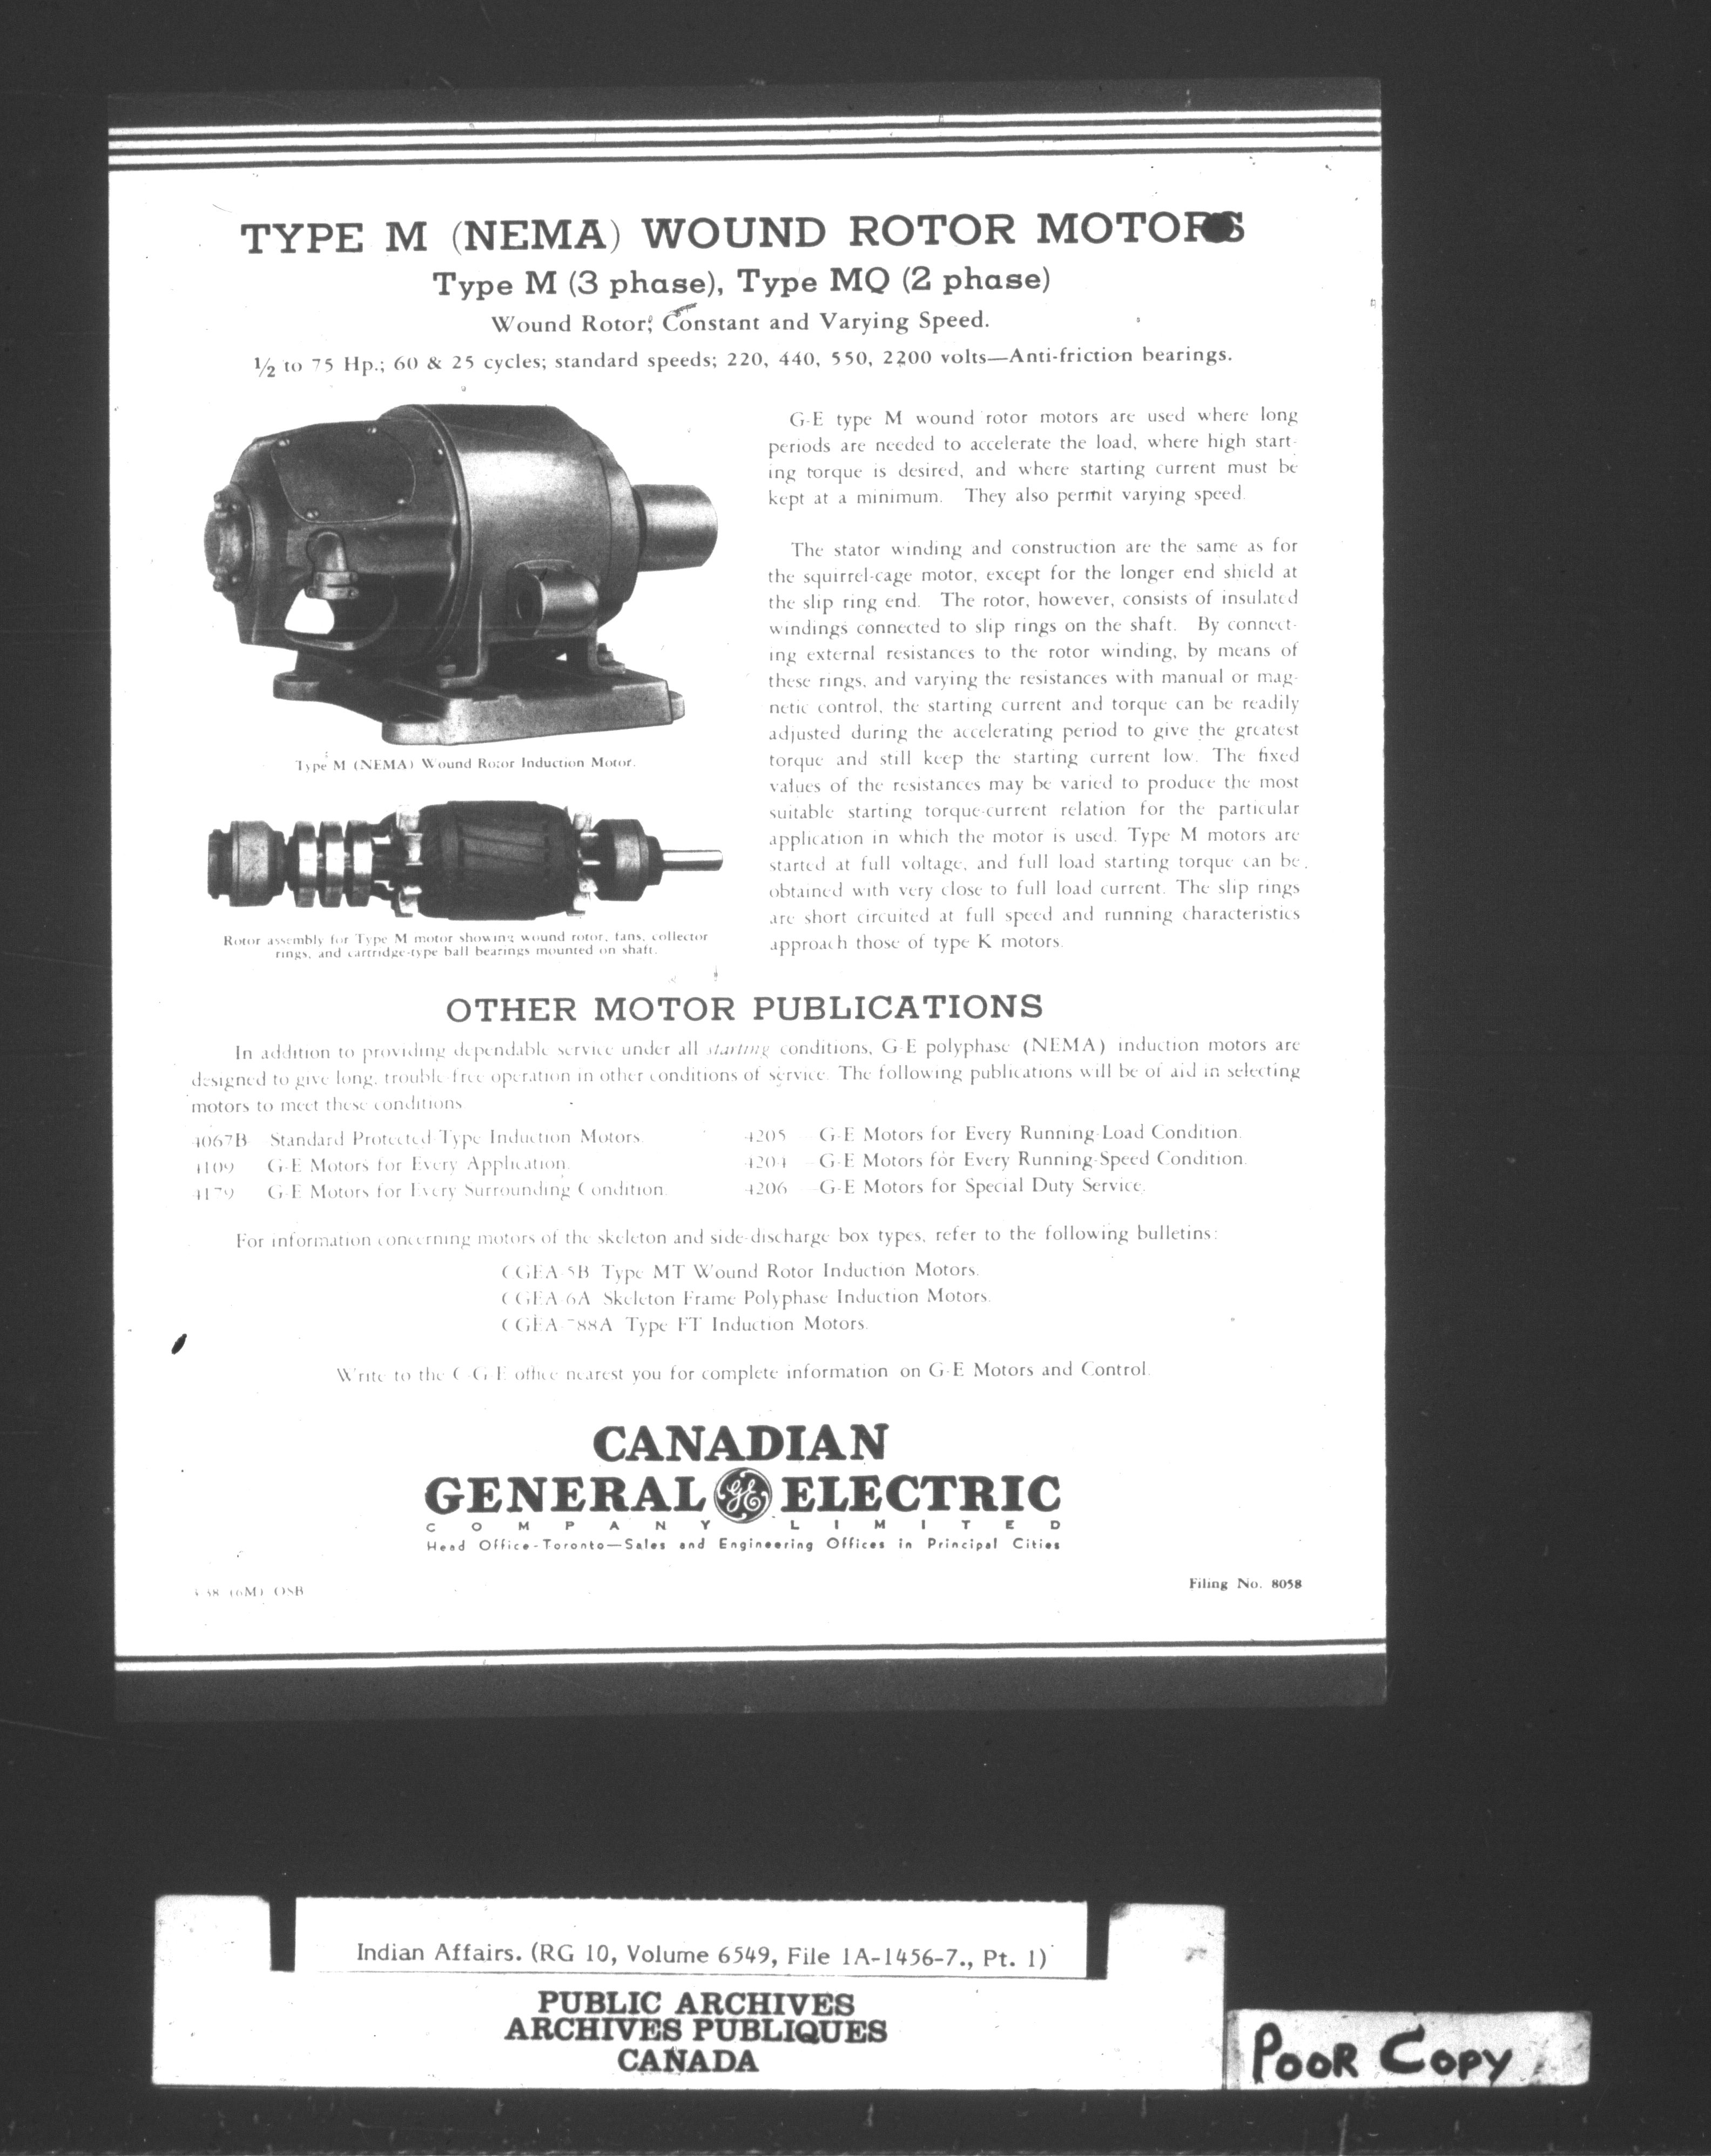 TYPE M (NEMA) WOUND ROTOR MOTORS
Type M (3 phase), Type MQ (2 phase)
Wound Rotor; Constant and Varying Speed.
½ to 75 Hp.; 60 & 25 cycles; standard speeds; 220, 440, 550, 2200 volts—Anti-friction bearings.
Type M (NEMA) Wound Rotor Induction Motor.
Rotor assembly for Type M motor showing wound rotor, fans, collector
rings, and cartridge-type ball bearings mounted on shaft.
G-E type M wound rotor motors are used where long
periods are needed to accelerate the load, where high start-
ing torque is desired, and where starting current must be
kept at a minimum. They also permit varying speed.
The stator winding and construction are the same as for
the squirrel-cage motor, except for the longer end shield at
the slip ring end. The rotor, however, consists of insulated
windings connected to slip rings on the shaft. By connect-
ing external resistances to the rotor winding, by means of
these rings, and varying the resistances with manual or mag-
netic control, the starting current and torque can be readily
adjusted during the accelerating period to give the greatest
torque and still keep the starting current low. The fixed
values of the resistances may be varied to produce the most
suitable starting torque-current relation for the particular
application in which the motor is used. Type M motors are
started at full voltage, and full load starting torque can be
obtained with very close to full load current. The slip rings
are short circuited at full speed and running characteristics
approach those of type K motors.
OTHER MOTOR PUBLICATIONS
In addition to providing dependable service under all starting conditions, G-E polyphase (NEMA) induction motors are
designed to give long, trouble free operation in other conditions of service. The following publications will be of aid in selecting
motors to meet these conditions.
4067B Standard Protected Type Induction Motors.
4109 G-E Motors for Every Application.
4179 G-E Motors for Every Surrounding Condition.
4205 G-E Motors for Every Running-Load Condition.
4204 G-E Motors for Every Running-Speed Condition.
4206 G-E Motors for Special Duty Service.
For information concerning motors of the skeleton and side-discharge box types, refer to the following bulletins:
CGEA-5B Type MT Wound Rotor Induction Motors.
CGEA-6A Skeleton Frame Polyphase Induction Motors.
CGEA-788A Type FT Induction Motors.
Write to the C-G-E office nearest you for complete information on G-E Motors and Control.
CANADIAN
GENERAL GE ELECTRIC
COMPANY LIMITED
Head Office-Toronto—Sales and Engineering Offices in Principal Cities
(6M) OSB
Filing No. 8058
Indian Affairs. (RG 10, Volume 6549, File 1A-1456-7., Pt. 1)
PUBLIC ARCHIVES
ARCHIVES PUBLIQUES
CANADA
POOR COPY